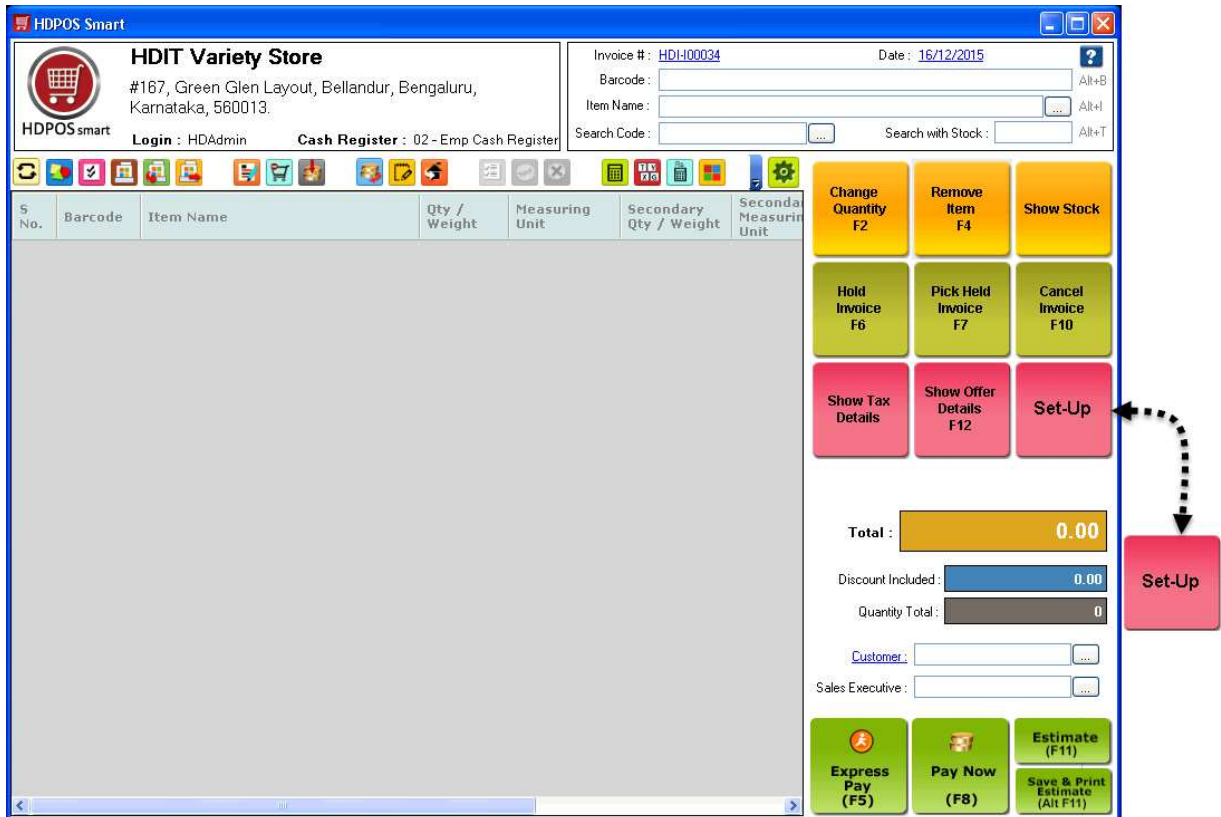 HDPOS Smart
HDIT Variety Store
#167, Green Glen Layout, Bellandur, Bengaluru,
Karnataka, 560013.
HDPOS smart
Login : HDAdmin Cash Register : 02 - Emp Cash Register
Invoice # : HDI-I00034 Date : 16/12/2015 ?
Barcode : Alt+B
Item Name : ... Alt+I
Search Code : ... Search with Stock : Alt+T
S
No.
Barcode
Item Name
Qty /
Weight
Measuring
Unit
Secondary
Qty / Weight
Seconda
Measurin
Unit
Change
Quantity
F2
Remove
Item
F4
Show Stock
Hold
Invoice
F6
Pick Held
Invoice
F7
Cancel
Invoice
F10
Show Tax
Details
Show Offer
Details
F12
Set-Up
Total : 0.00
Discount Included : 0.00
Quantity Total : 0
Set-Up
Customer : ...
Sales Executive : ...
Express
Pay
(F5)
Pay Now
(F8)
Estimate
(F11)
Save & Print
Estimate
(Alt F11)